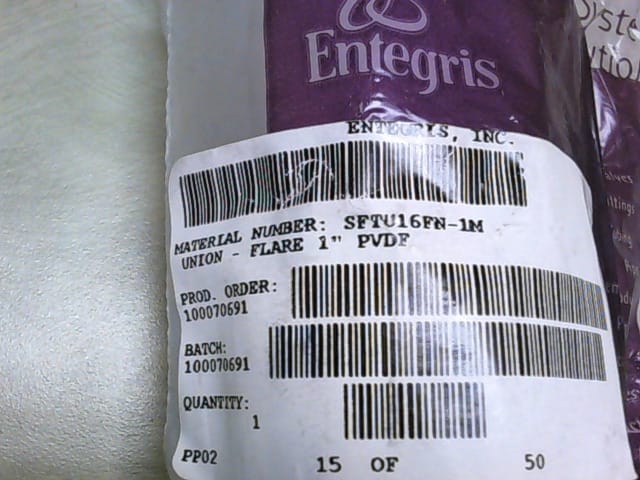 Entegris
ENTEGRIS, INC.
MATERIAL NUMBER: SFTU16FN-1M
UNION - FLARE 1" PVDF
PROD. ORDER:
100070691
BATCH:
100070691
QUANTITY:
1
PP02 15 OF 50